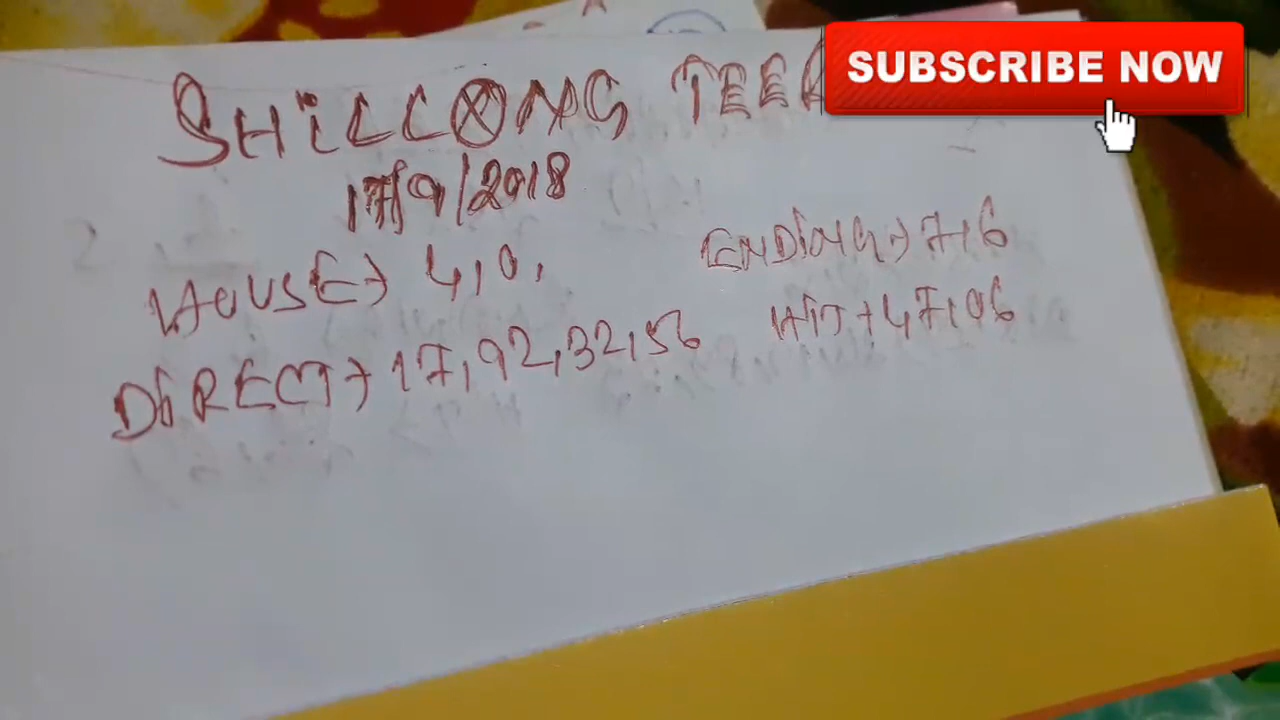 SHiLLONG TEER
SUBSCRIBE NOW
17/9/2018
HOUSE→ 4,0,
ENDiNG→ 7,6
DiRECT→ 17,92,32,56
HiT→ 47,06